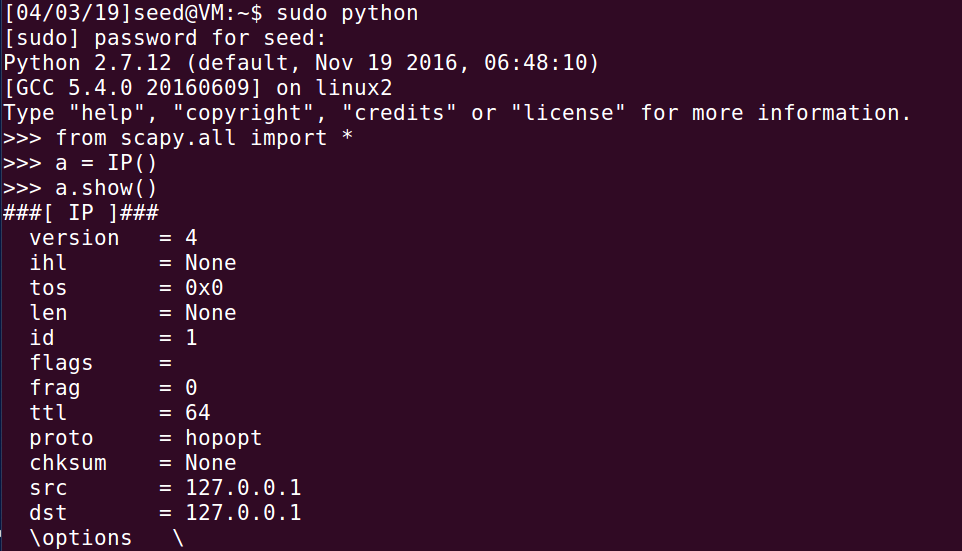 [04/03/19]seed@VM:~$ sudo python
[sudo] password for seed:
Python 2.7.12 (default, Nov 19 2016, 06:48:10)
[GCC 5.4.0 20160609] on linux2
Type "help", "copyright", "credits" or "license" for more information.
>>> from scapy.all import *
>>> a = IP()
>>> a.show()
###[ IP ]###
  version   = 4
  ihl       = None
  tos       = 0x0
  len       = None
  id        = 1
  flags     =
  frag      = 0
  ttl       = 64
  proto     = hopopt
  chksum    = None
  src       = 127.0.0.1
  dst       = 127.0.0.1
  \options   \